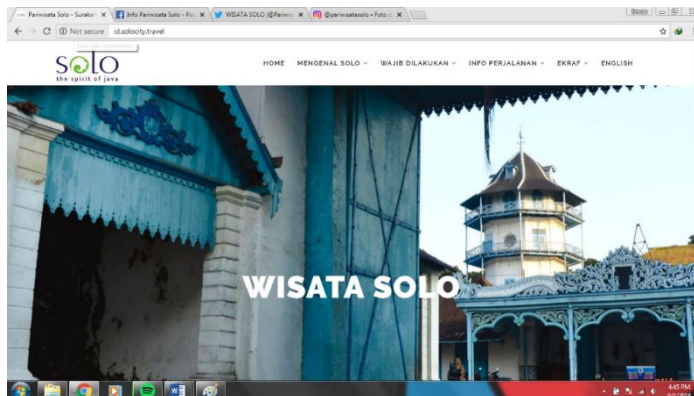 Pariwisata Solo - Surakar
Info Pariwisata Solo
WISATA SOLO (@Pariwi
@pariwisatasolo • Foto
Not secure
id.solocity.travel
solo
the spirit of java
HOME MENGENAL SOLO WAJIB DILAKUKAN INFO PERJALANAN EKRAF ENGLISH
WISATA SOLO
4:45 PM